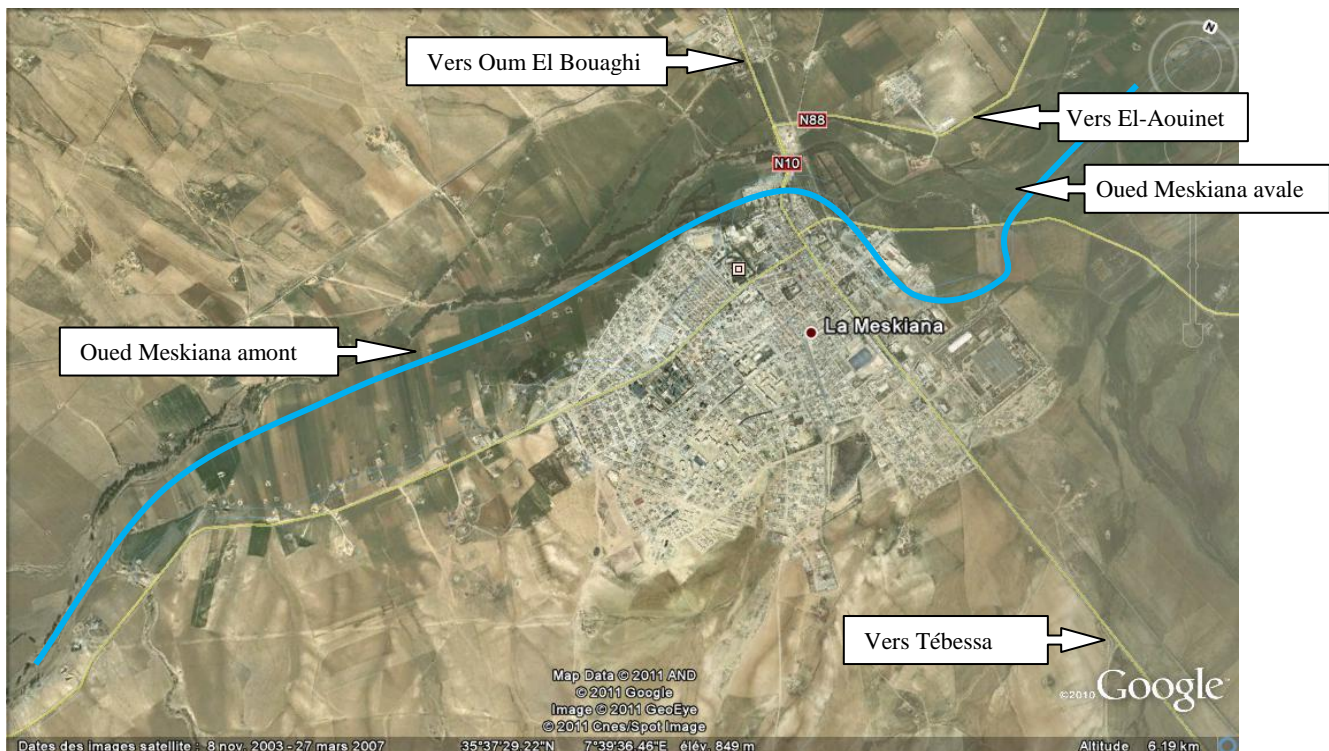 N
Vers Oum El Bouaghi
Vers El-Aouinet
N88
N10
Oued Meskiana avale
La Meskiana
Oued Meskiana amont
Vers Tébessa
Map Data © 2011 AND
© 2011 Google
Image © 2011 GeoEye
© 2011 Cnes/Spot Image
©2010 Google™
Dates des images satellite : 8 nov. 2003 - 27 mars 2007 35°37'29.22"N 7°39'36.46"E élév. 849 m Altitude 6.19 km